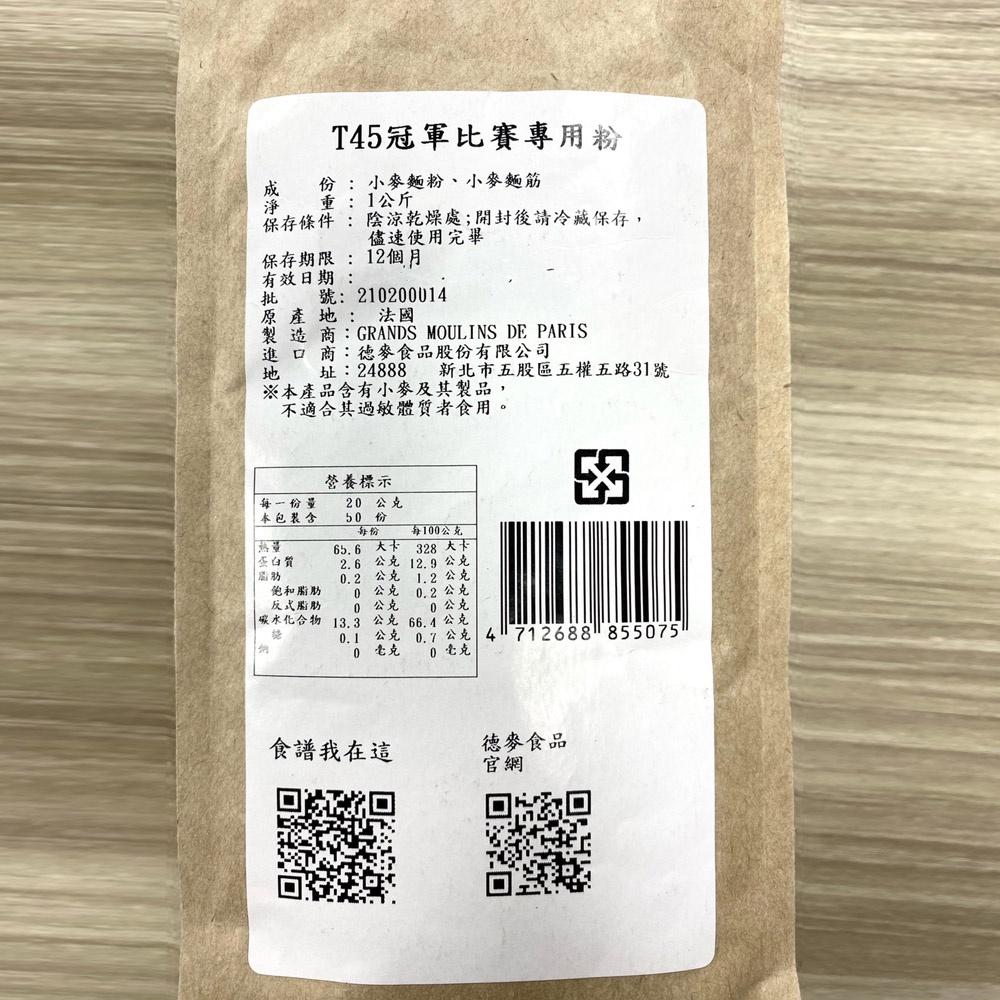 T45冠軍比賽專用粉
成　　份：小麥麵粉、小麥麵筋
淨　　重：1公斤
保存條件：陰涼乾燥處;開封後請冷藏保存，
儘速使用完畢
保存期限：12個月
有效日期：
批　　號：210200014
原 產 地：　法國
製 造 商：GRANDS MOULINS DE PARIS
進 口 商：德麥食品股份有限公司
地　　址：24888　新北市五股區五權五路31號
※本產品含有小麥及其製品，
不適合其過敏體質者食用。
營養標示
每一份量　20 公克
本包裝含　50 份
每份　每100公克
熱量　65.6 大卡　328 大卡
蛋白質　2.6 公克　12.9 公克
脂肪　0.2 公克　1.2 公克
飽和脂肪　0 公克　0.2 公克
反式脂肪　0 公克　0 公克
碳水化合物　13.3 公克　66.4 公克
糖　0.1 公克　0.7 公克
鈉　0 毫克　0 毫克
4 712688 855075
食譜我在這
德麥食品
官網